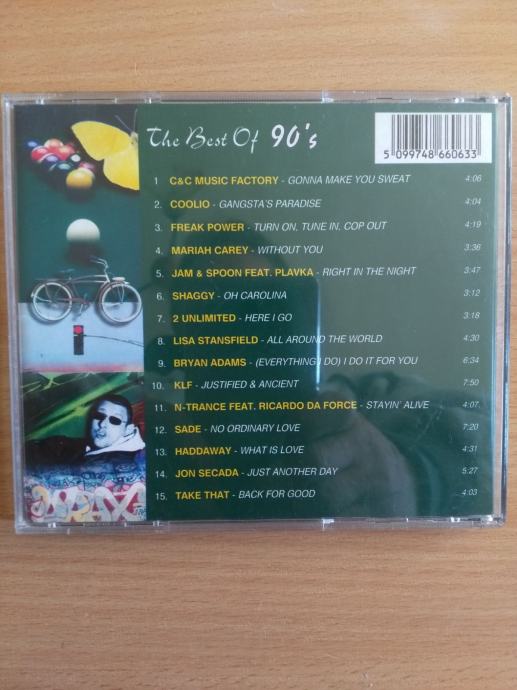 The Best Of 90's
5 099748 660633
1 C&C MUSIC FACTORY - GONNA MAKE YOU SWEAT 4:06
2. COOLIO - GANGSTA'S PARADISE 4:04
3. FREAK POWER - TURN ON, TUNE IN, COP OUT 4:19
4. MARIAH CAREY - WITHOUT YOU 3:36
5. JAM & SPOON FEAT. PLAVKA - RIGHT IN THE NIGHT 3:47
6. SHAGGY - OH CAROLINA 3:12
7. 2 UNLIMITED - HERE I GO 3:18
8. LISA STANSFIELD - ALL AROUND THE WORLD 4:30
9. BRYAN ADAMS - (EVERYTHING I DO) I DO IT FOR YOU 6:34
10. KLF - JUSTIFIED & ANCIENT 7:50
11. N-TRANCE FEAT. RICARDO DA FORCE - STAYIN' ALIVE 4:07
12. SADE - NO ORDINARY LOVE 7:20
13. HADDAWAY - WHAT IS LOVE 4:31
14. JON SECADA - JUST ANOTHER DAY 5:27
15. TAKE THAT - BACK FOR GOOD 4:03